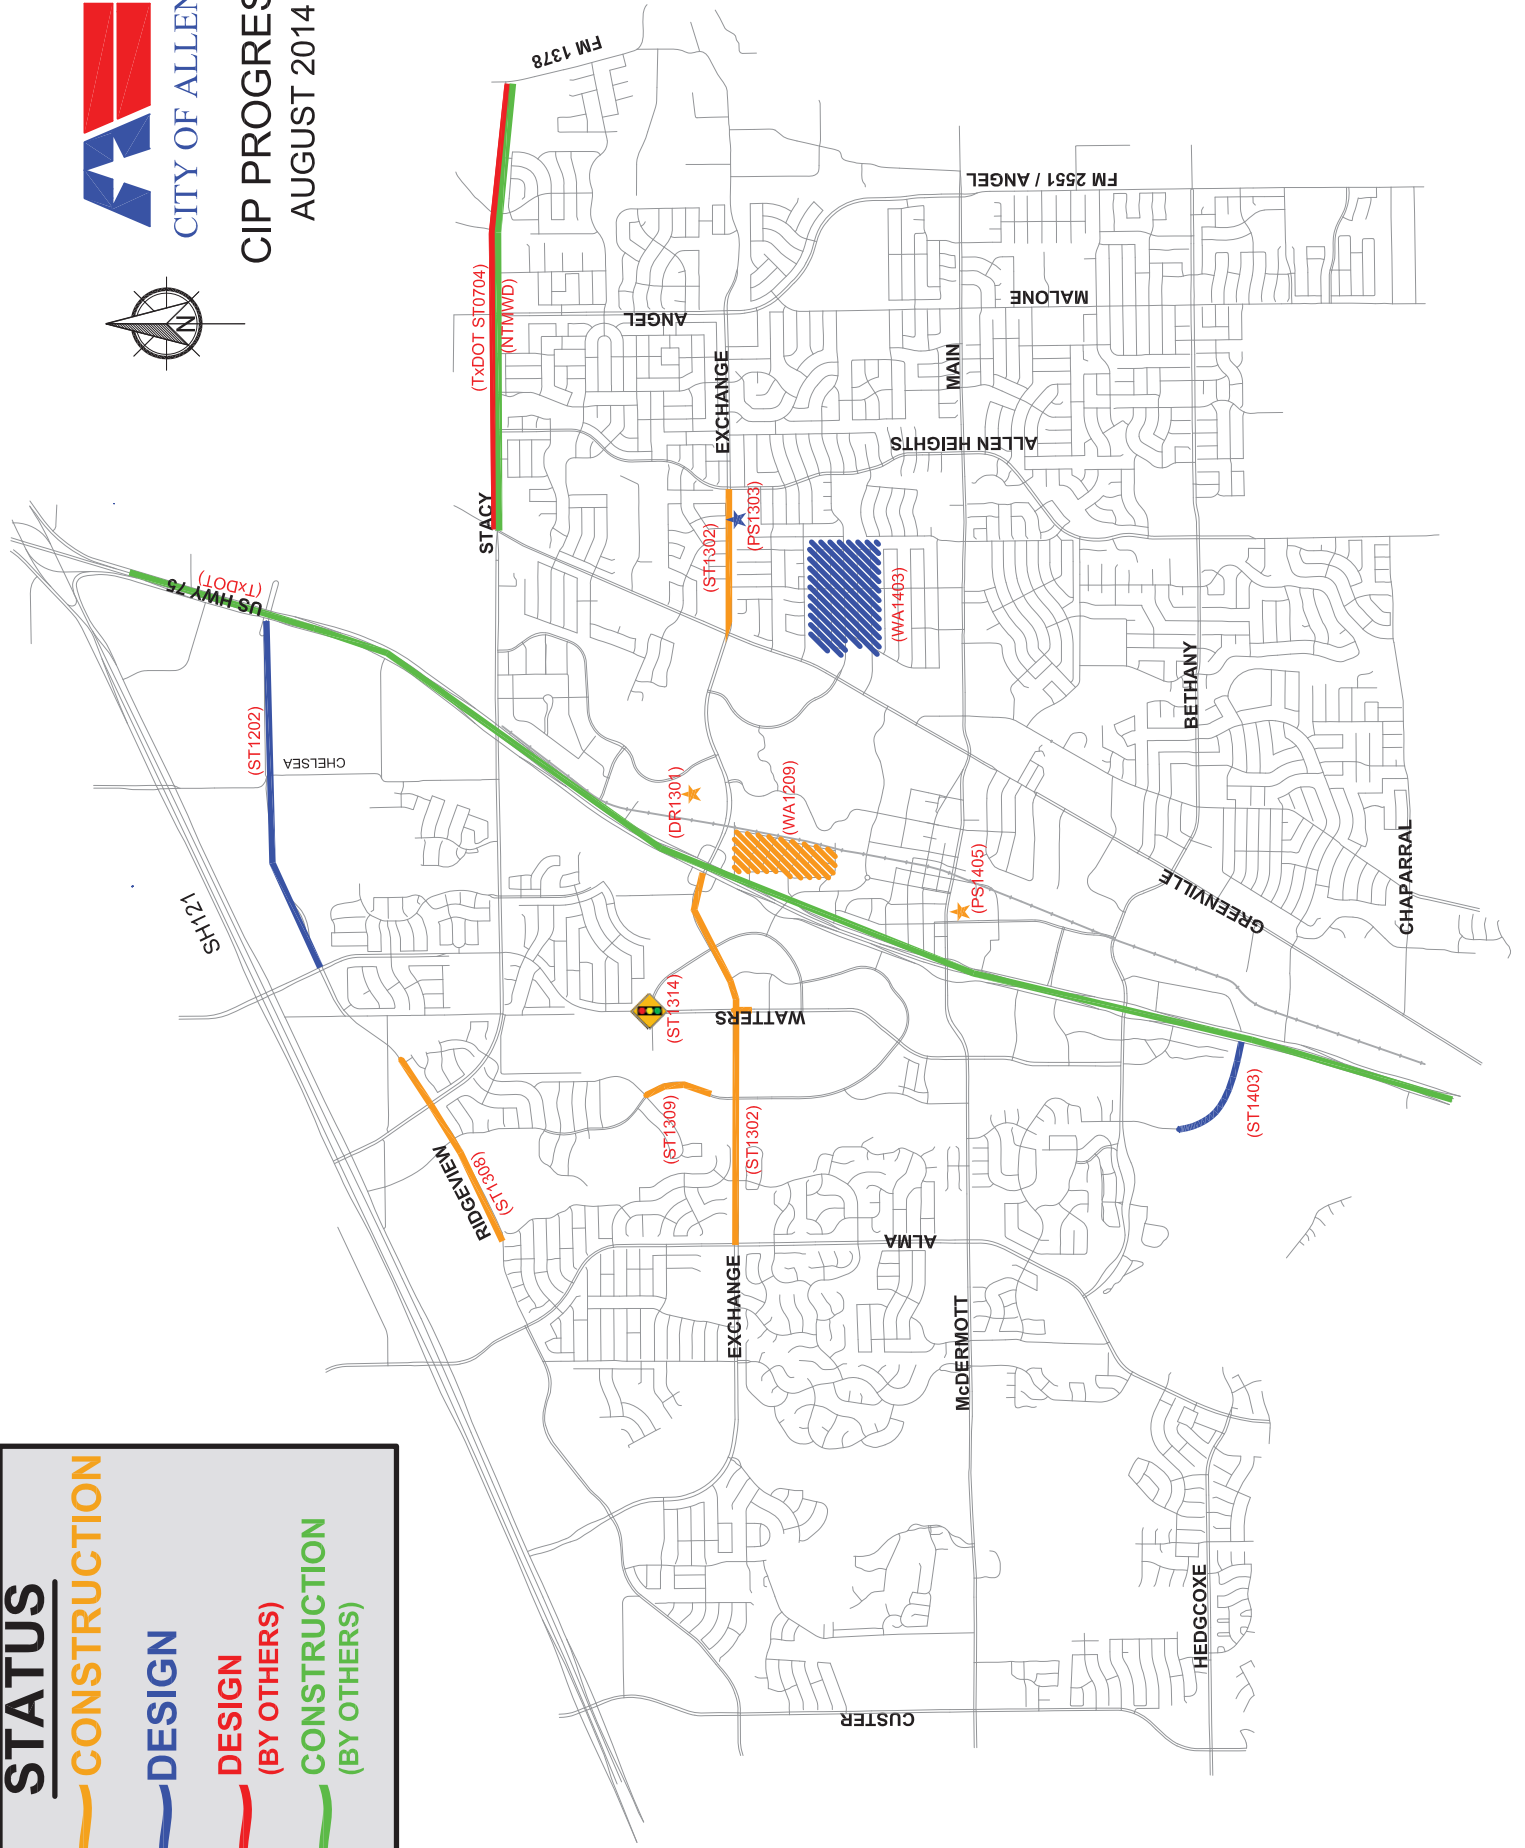 CITY OF ALLEN
CIP PROGRES
AUGUST 2014
STATUS
CONSTRUCTION
DESIGN
DESIGN
(BY OTHERS)
CONSTRUCTION
(BY OTHERS)
N
SH121
US HWY 75
(TxDOT)
(ST1202)
CHELSEA
RIDGEVIEW
(ST1308)
STACY
(TxDOT ST0704)
(NTMWD)
FM 1378
ANGEL
EXCHANGE
(ST1302)
(PS1303)
(DR1301)
(WA1209)
(WA1403)
(ST1314)
WATTERS
(ST1309)
(ST1302)
EXCHANGE
ALMA
CUSTER
McDERMOTT
(PS1405)
MAIN
ALLEN HEIGHTS
MALONE
FM 2551 / ANGEL
BETHANY
GREENVILLE
(ST1403)
HEDGCOXE
CHAPARRAL